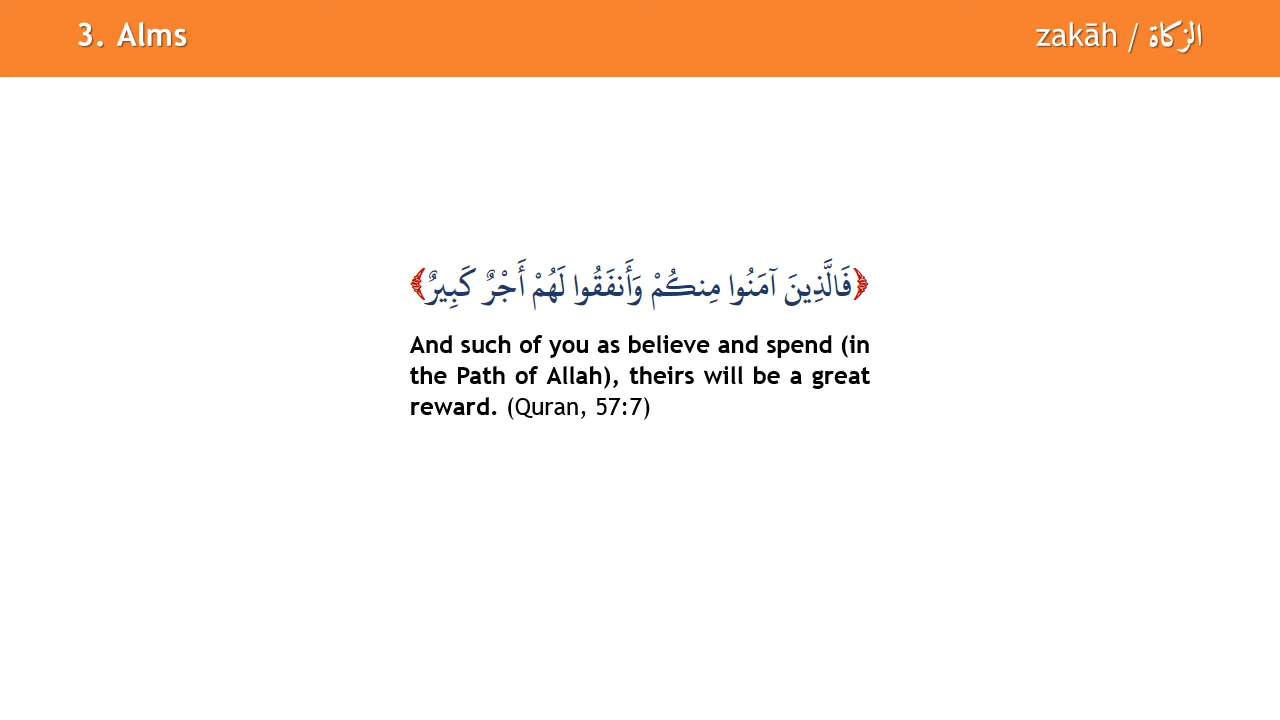 3. Alms
zakāh / الزكاة
﴿فَالَّذِينَ آمَنُوا مِنكُمْ وَأَنفَقُوا لَهُمْ أَجْرٌ كَبِيرٌ﴾
And such of you as believe and spend (in
the Path of Allah), theirs will be a great
reward. (Quran, 57:7)